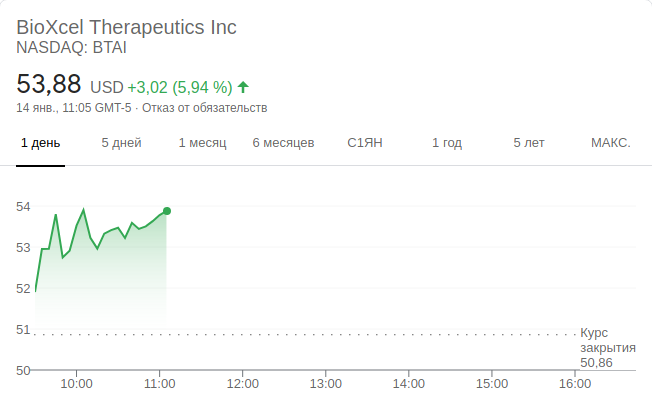 BioXcel Therapeutics Inc
NASDAQ: BTAI
53,88 USD +3,02 (5,94 %)
14 янв., 11:05 GMT-5 · Отказ от обязательств
1 день 5 дней 1 месяц 6 месяцев С1ЯН 1 год 5 лет МАКС.
54
53
52
51
Курс
закрытия
50,86
50
10:00 11:00 12:00 13:00 14:00 15:00 16:00